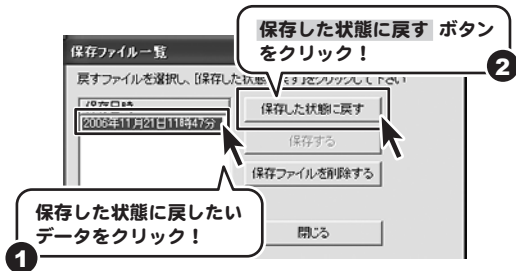 保存した状態に戻す ボタン
をクリック！
2
保存ファイル一覧
戻すファイルを選択し、[保存した状態に戻す]をクリックして下さい
保存日時
2006年11月21日11時47分
保存した状態に戻す
保存する
保存ファイルを削除する
閉じる
保存した状態に戻したい
データをクリック！
1